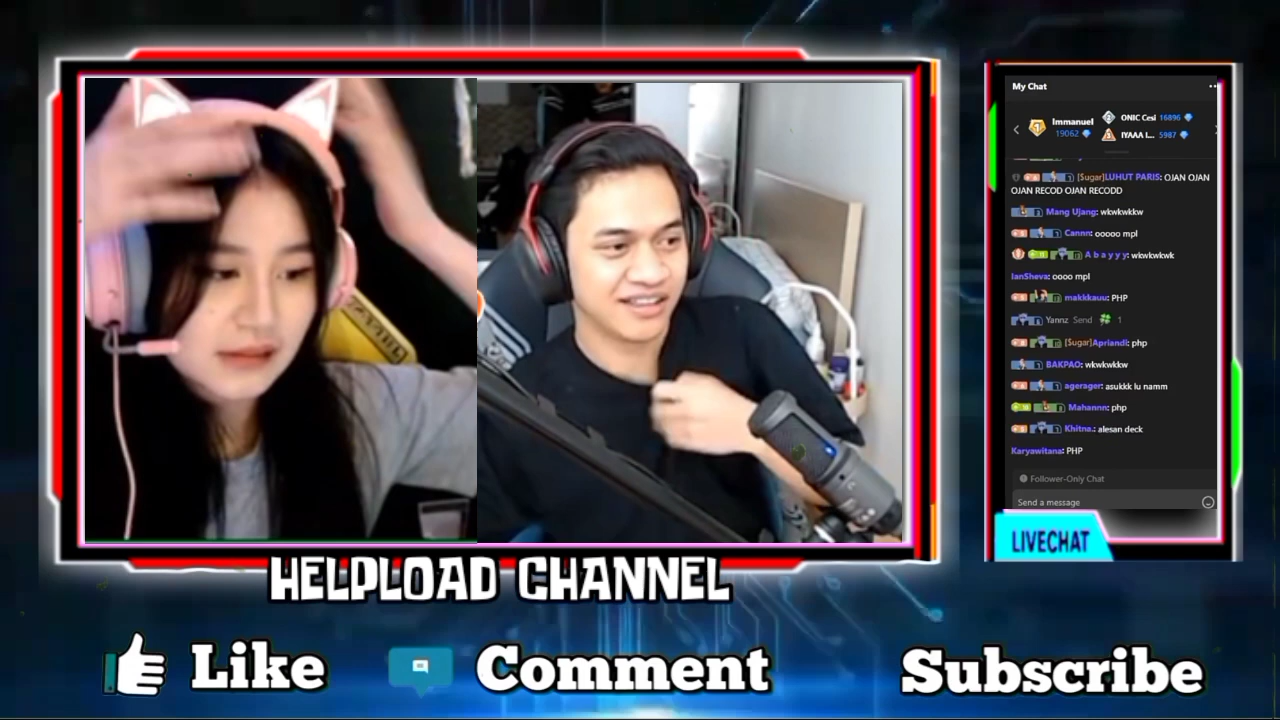 My Chat
Immanuel
19062
ONIC Cesi 16896
IYAAA I... 5987
[Sugar]LUHUT PARIS: OJAN OJAN
OJAN RECOD OJAN RECODD
Mang Ujang: wkwkwkkw
Cannn: ooooo mpl
A b a y y y: wkwkwkwk
IanSheva: oooo mpl
makkkauu: PHP
Yannz Send 1
[Sugar]Apriandi: php
BAKPAO: wkwkwkkw
agerager: asukkk lu namm
Mahannn: php
Khitna.: alesan deck
Karyawitana: PHP
Follower-Only Chat
Send a message
LIVECHAT
HELPLOAD CHANNEL
Like
Comment
Subscribe